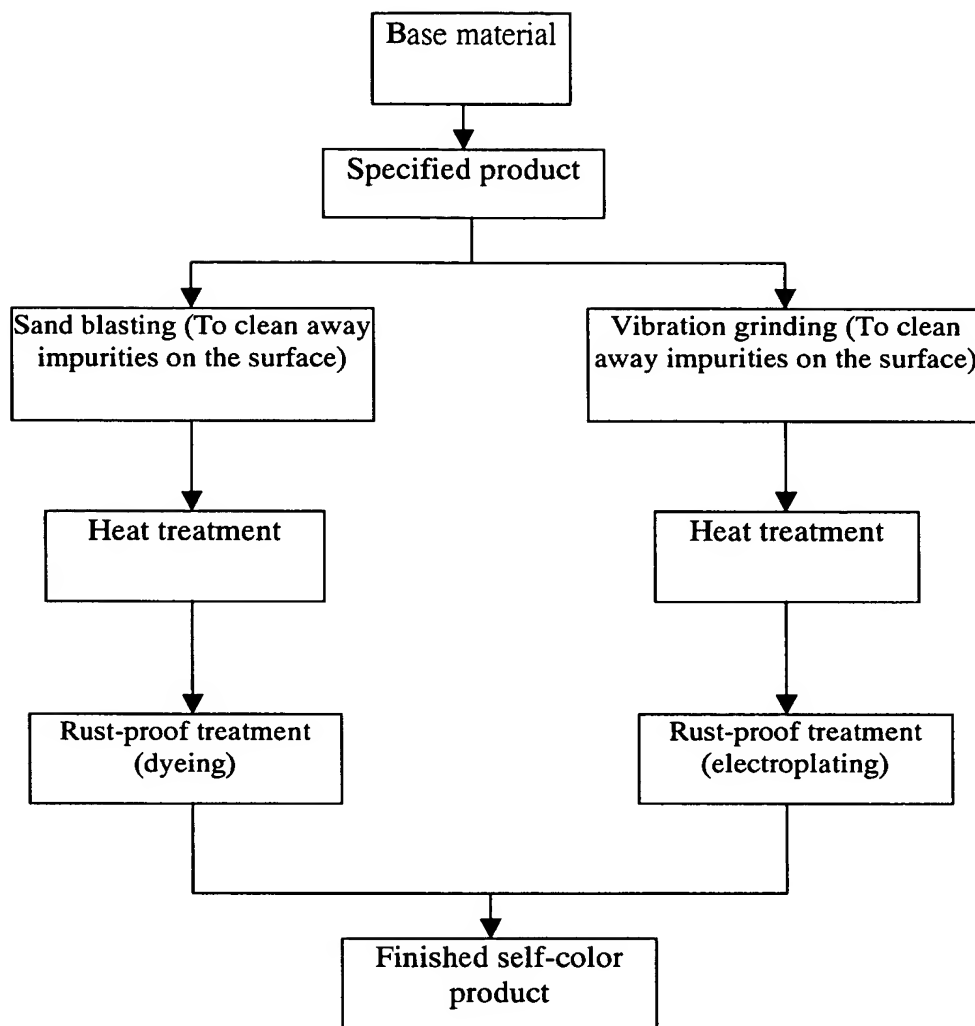 Base material
Specified product
Sand blasting (To clean away
impurities on the surface)
Vibration grinding (To clean
away impurities on the surface)
Heat treatment
Heat treatment
Rust-proof treatment
(dyeing)
Rust-proof treatment
(electroplating)
Finished self-color
product